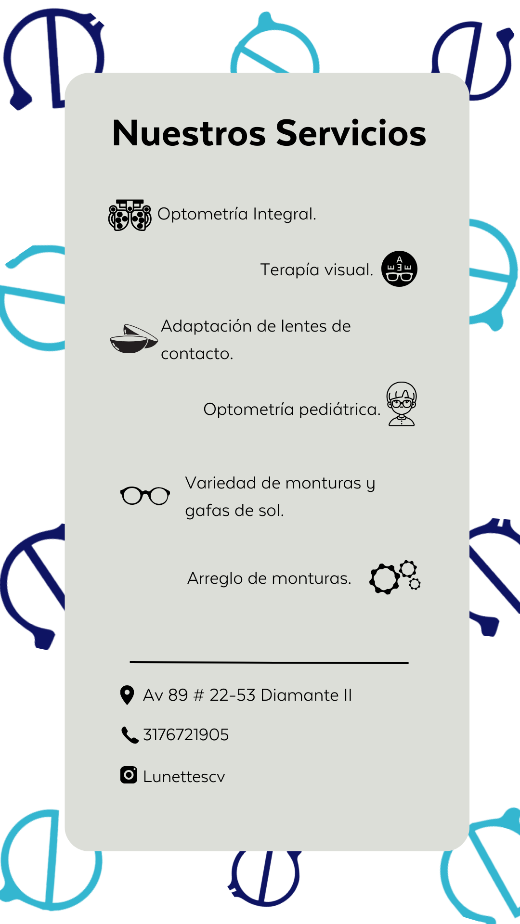 Nuestros Servicios
Optometría Integral.
Terapía visual.
A
Adaptación de lentes de
contacto.
Optometría pediátrica.
Variedad de monturas y
gafas de sol.
Arreglo de monturas.
Av 89 # 22-53 Diamante II
3176721905
Lunettescv